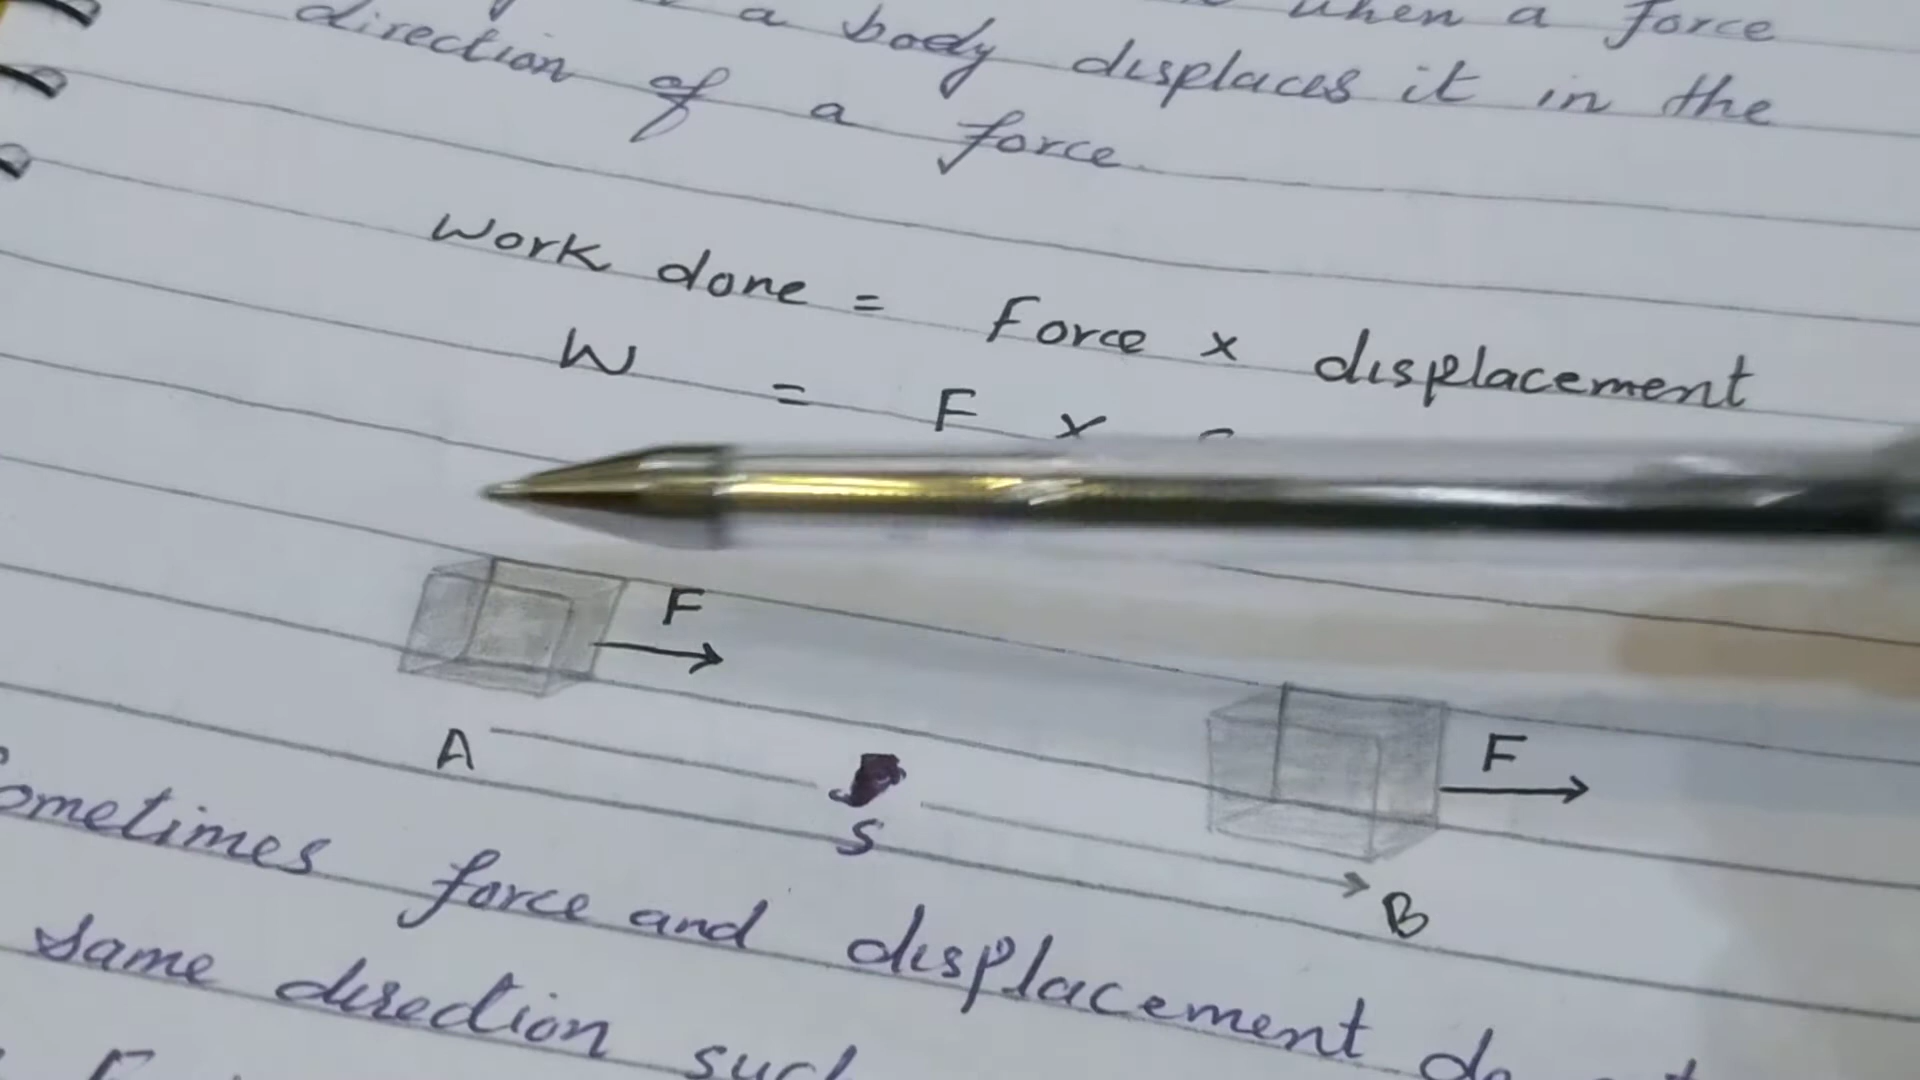 a body when a force
displaces it in the
direction of a force
Work done = Force x displacement
W = F x
F
F
A
S
B
ometimes force and displacement do
same direction such